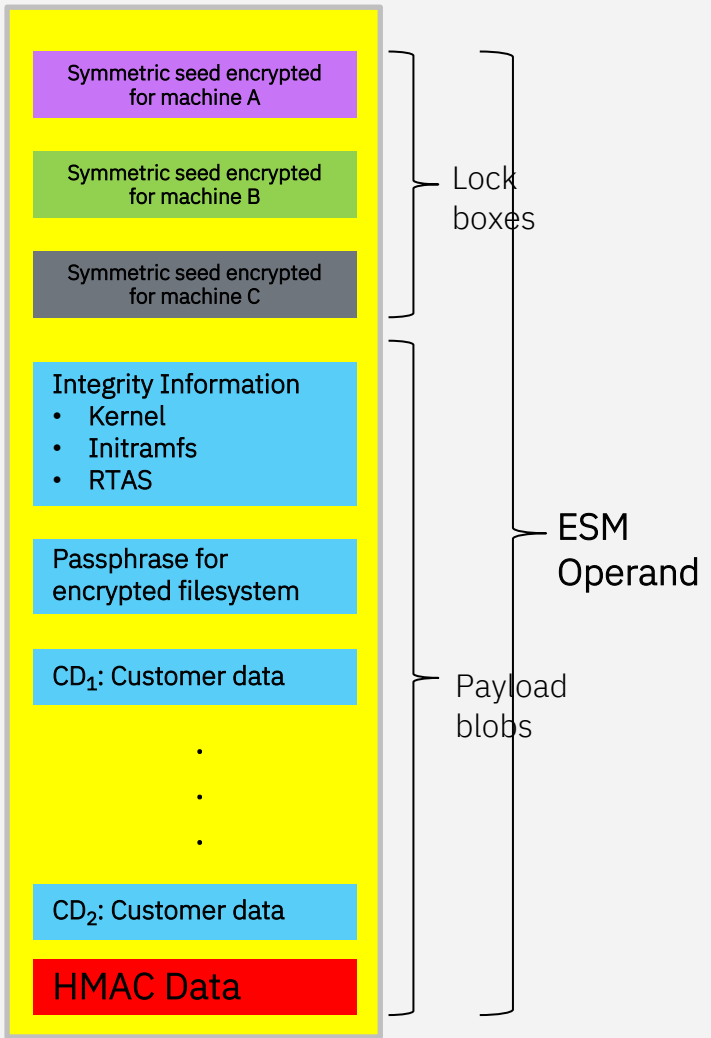 Symmetric seed encrypted
for machine A
Symmetric seed encrypted
for machine B
Symmetric seed encrypted
for machine C
Lock
boxes
Integrity Information
• Kernel
• Initramfs
• RTAS
Passphrase for
encrypted filesystem
CD₁: Customer data
.
.
.
CD₂: Customer data
HMAC Data
Payload
blobs
ESM
Operand